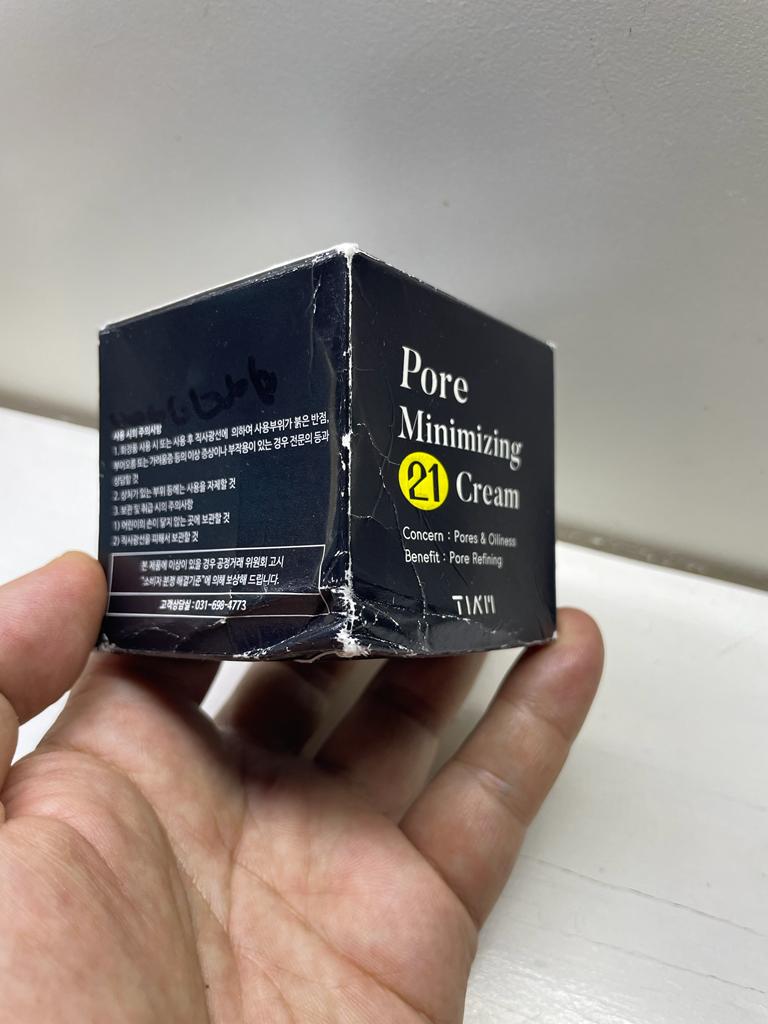 사용 시의 주의사항
1. 화장품 사용 시 또는 사용 후 직사광선에 의하여 사용부위가 붉은 반점,
부어오름 또는 가려움증 등의 이상 증상이나 부작용이 있는 경우 전문의 등과
상담할 것
2. 상처가 있는 부위 등에는 사용을 자제할 것
3. 보관 및 취급 시의 주의사항
1) 어린이의 손이 닿지 않는 곳에 보관할 것
2) 직사광선을 피해서 보관할 것
본 제품에 이상이 있을 경우 공정거래 위원회 고시
"소비자 분쟁 해결기준"에 의해 보상해 드립니다.
고객상담실 : 031-698-4773
Pore
Minimizing
21 Cream
Concern : Pores & Oiliness
Benefit : Pore Refining
TIA'M